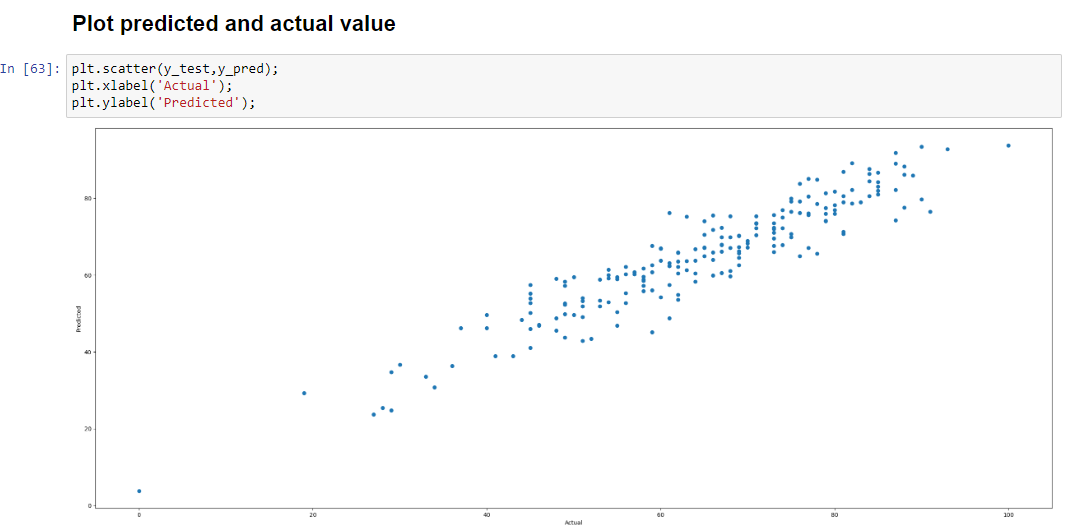 Plot predicted and actual value
In [63]: plt.scatter(y_test,y_pred);
plt.xlabel('Actual');
plt.ylabel('Predicted');
80
60
40
20
0
Predicted
0 20 40 60 80 100
Actual